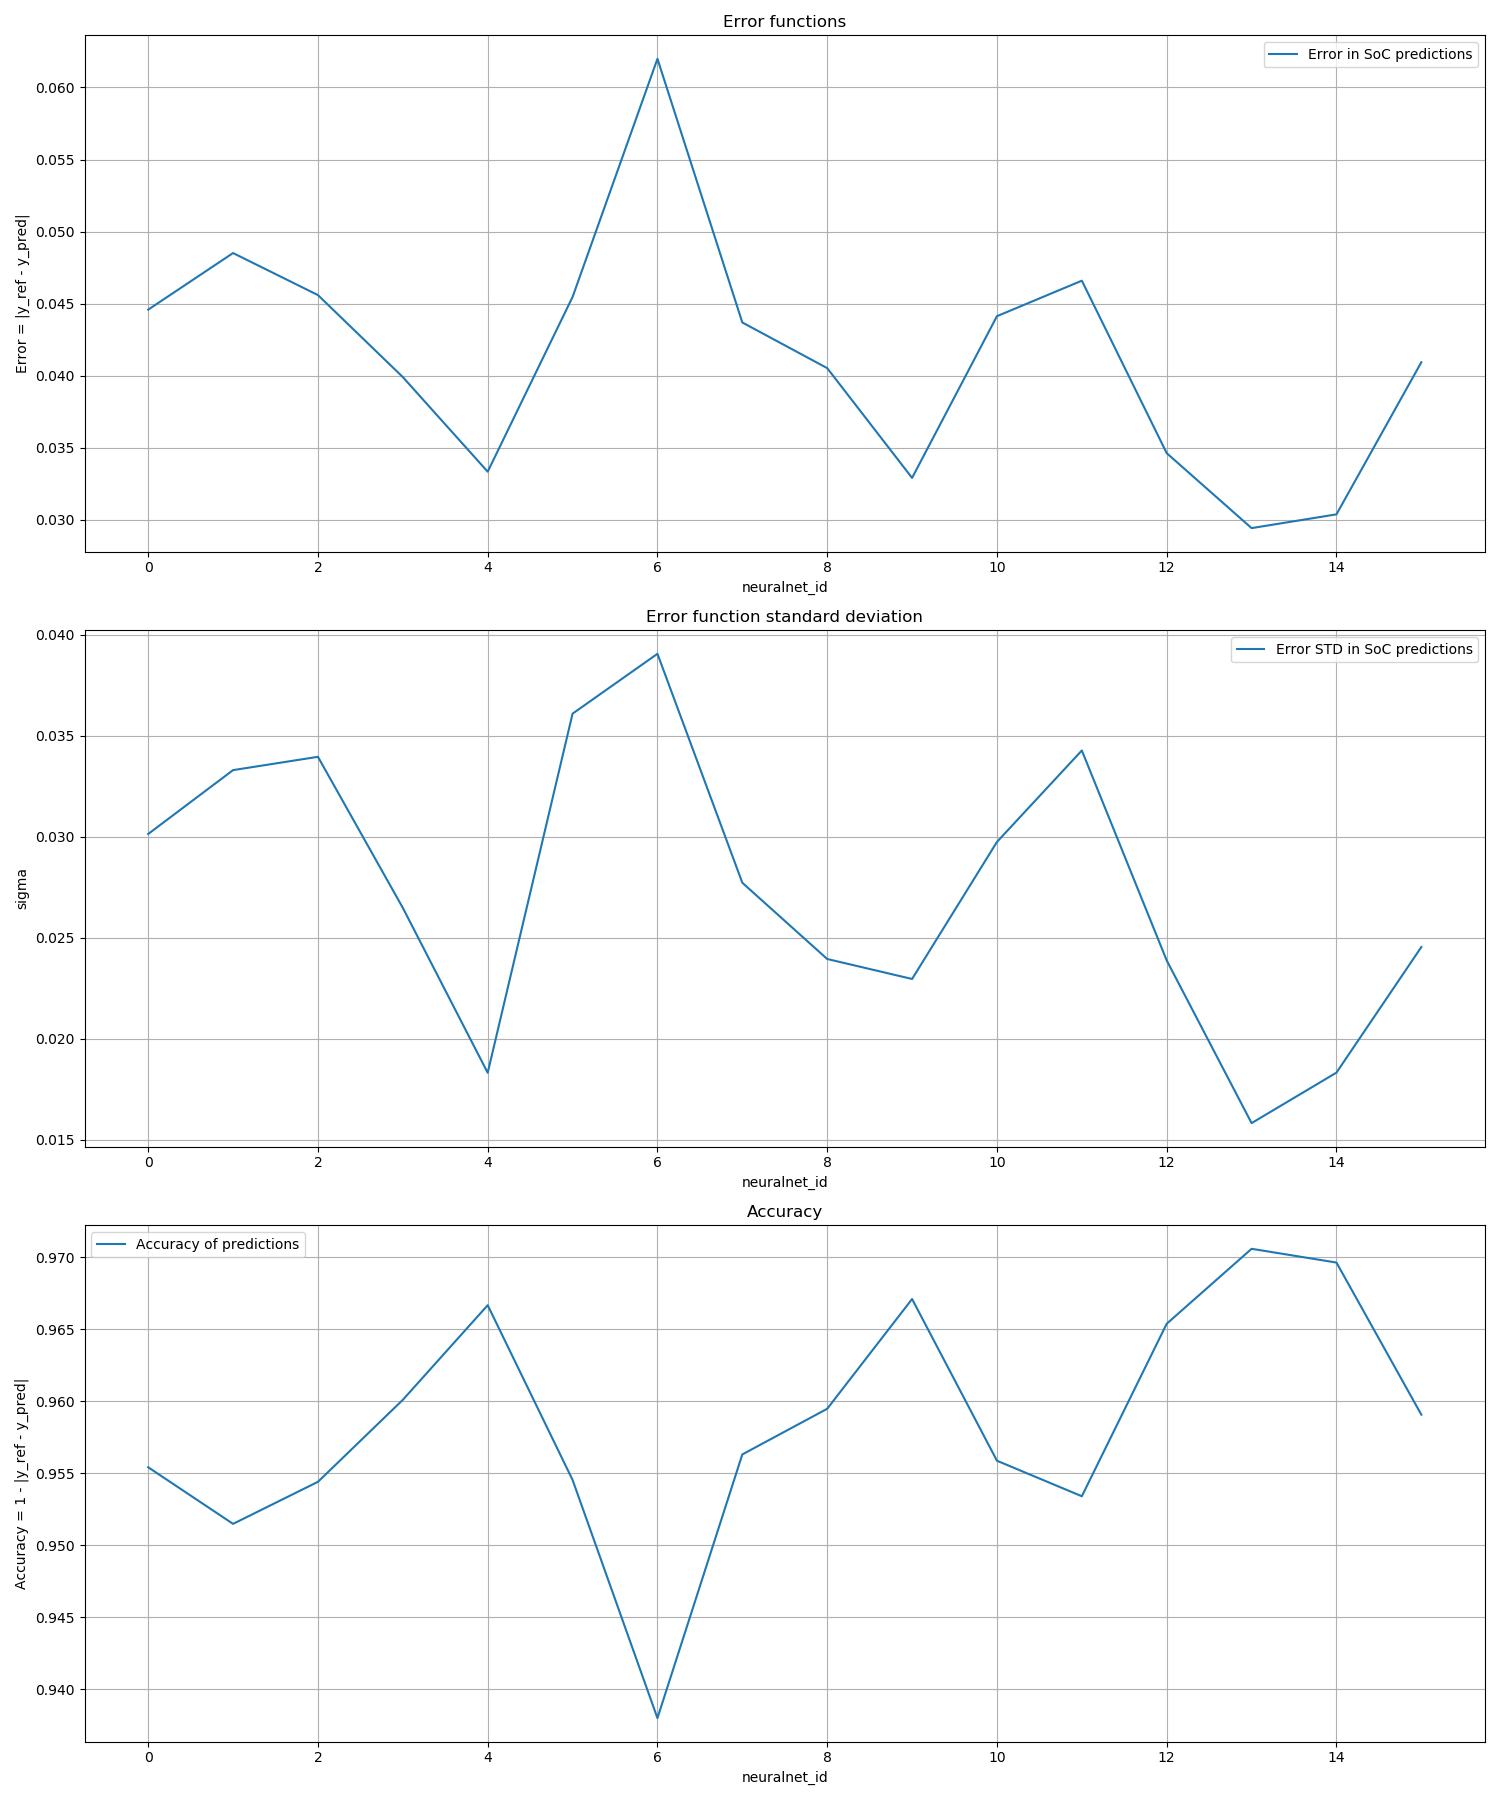 Error functions
Error in SoC predictions
0.060
0.055
0.050
0.045
0.040
0.035
0.030
Error = |y_ref - y_pred|
0 2 4 6 8 10 12 14
neuralnet_id
Error function standard deviation
Error STD in SoC predictions
0.040
0.035
0.030
0.025
0.020
0.015
sigma
0 2 4 6 8 10 12 14
neuralnet_id
Accuracy
Accuracy of predictions
0.970
0.965
0.960
0.955
0.950
0.945
0.940
Accuracy = 1 - |y_ref - y_pred|
0 2 4 6 8 10 12 14
neuralnet_id